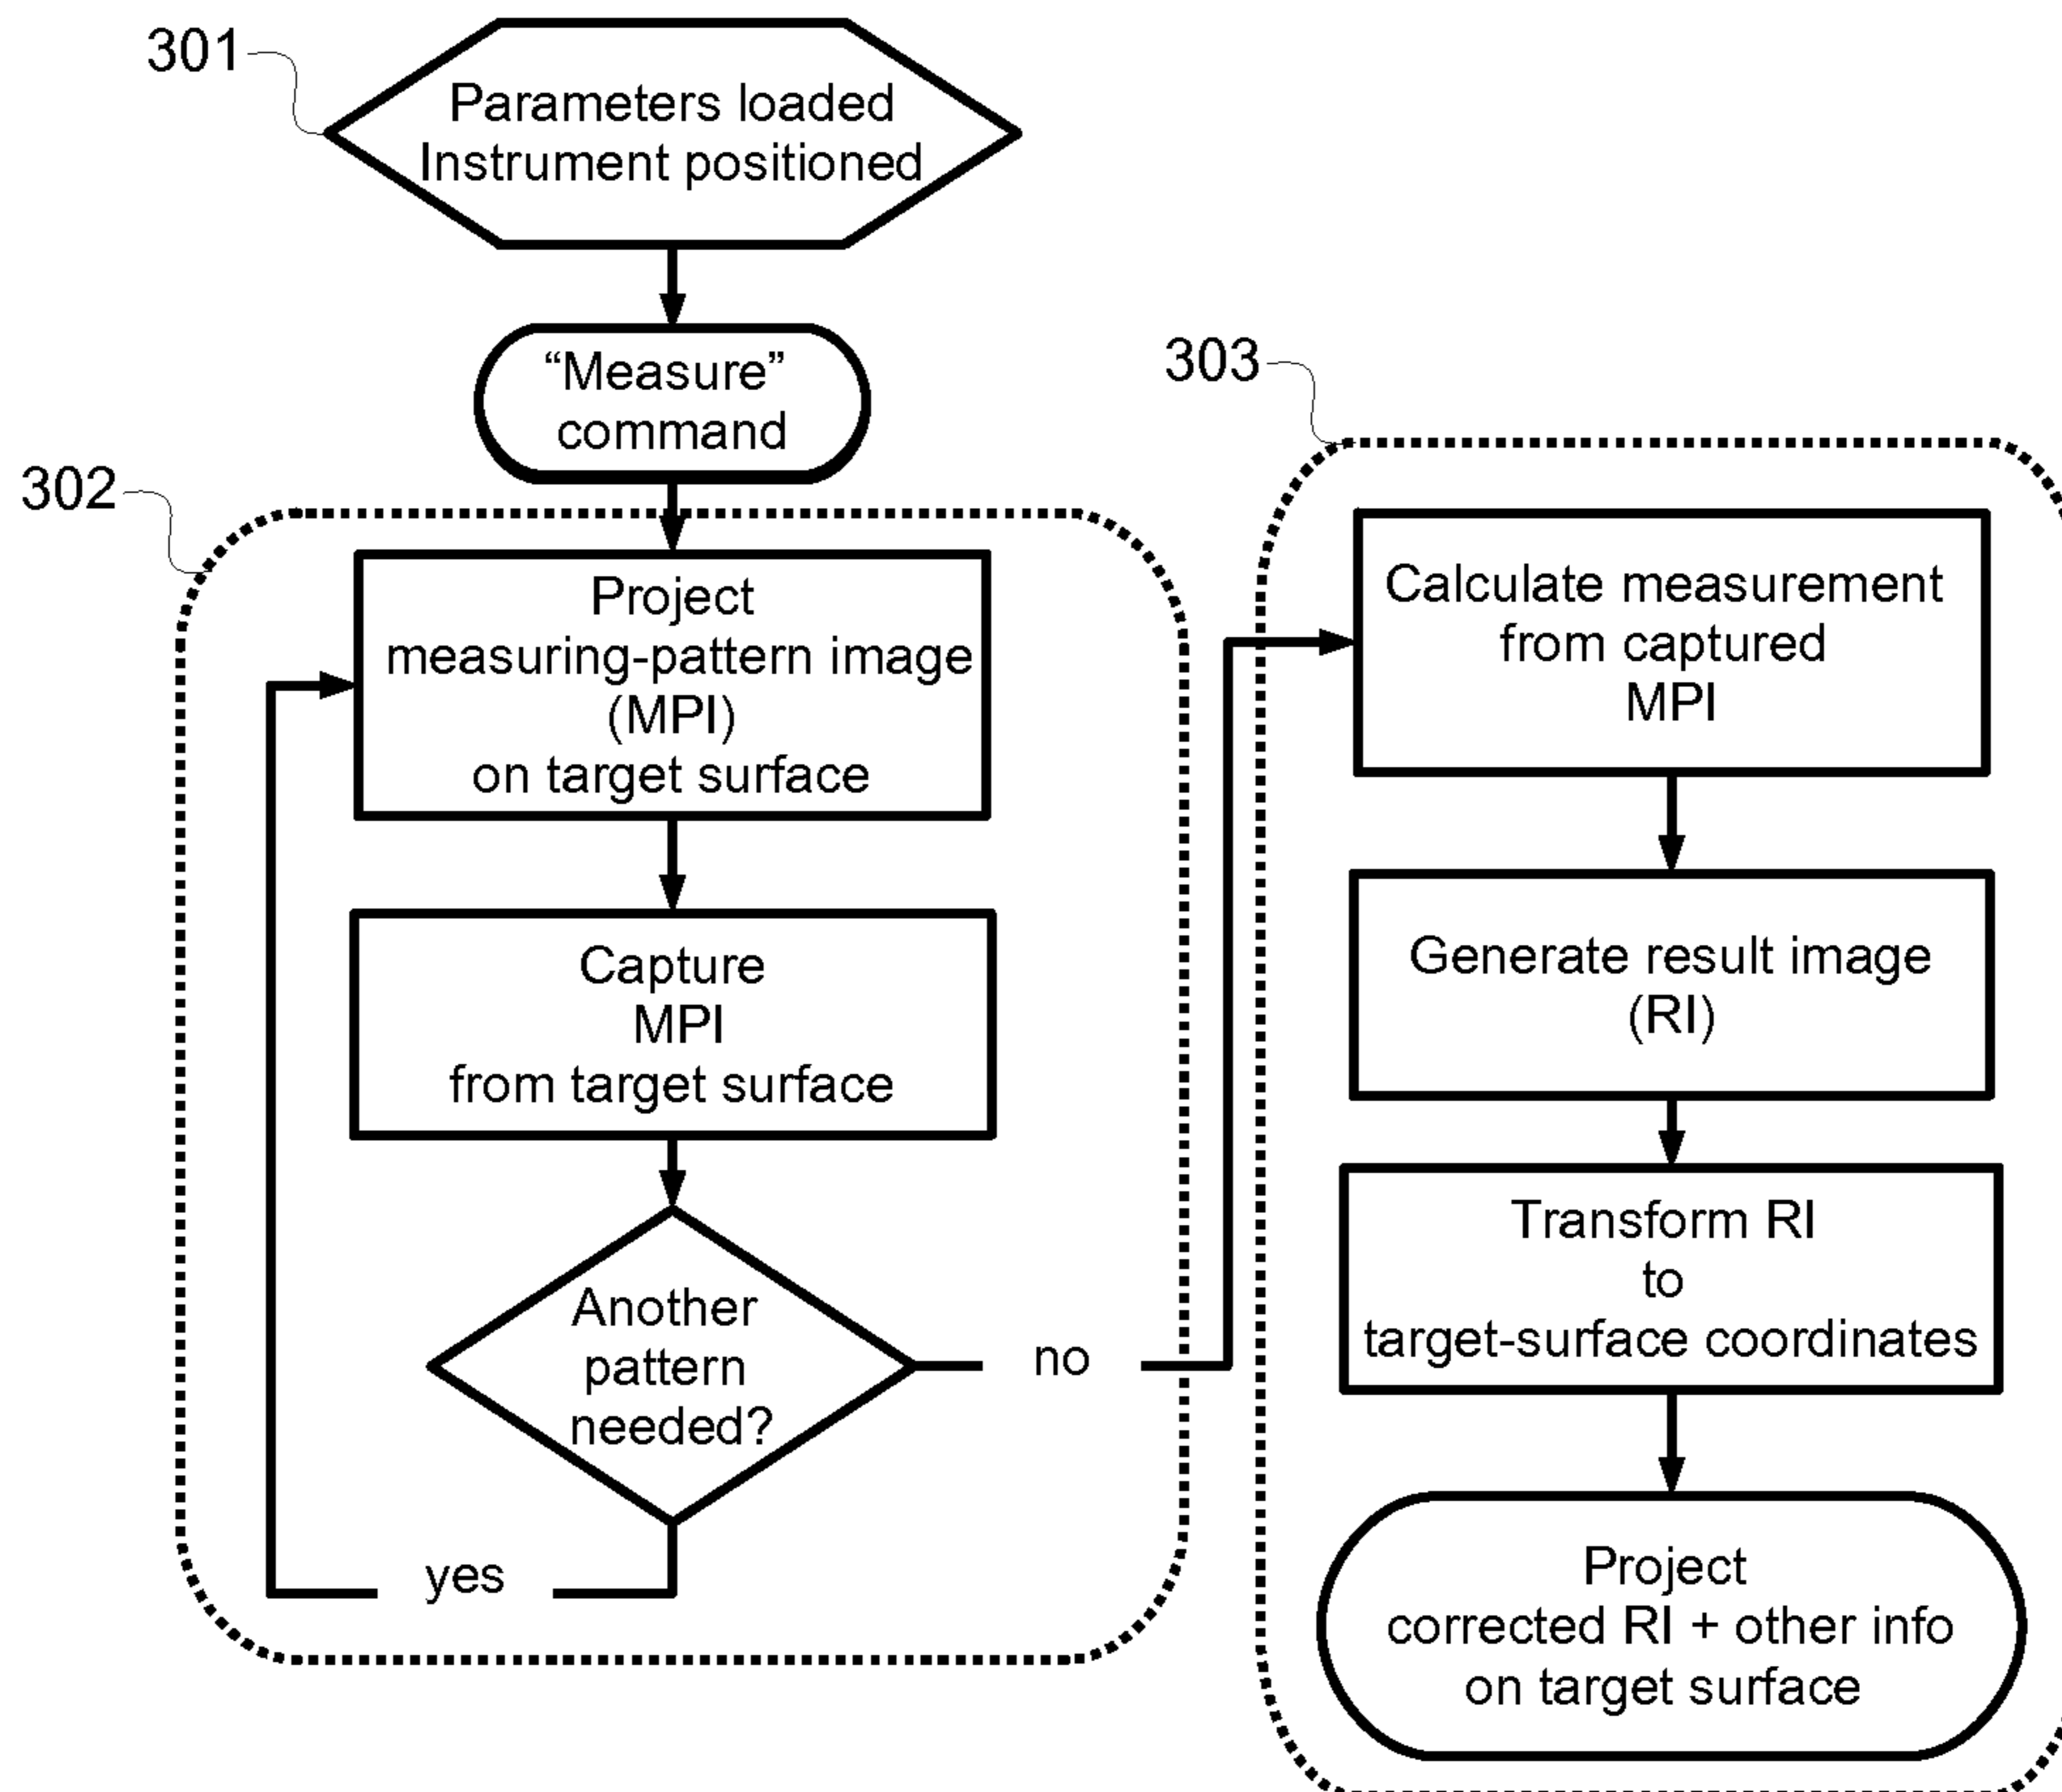 301
Parameters loaded
Instrument positioned
“Measure”
command
302
Project
measuring-pattern image
(MPI)
on target surface
Capture
MPI
from target surface
Another
pattern
needed?
no
yes
303
Calculate measurement
from captured
MPI
Generate result image
(RI)
Transform RI
to
target-surface coordinates
Project
corrected RI + other info
on target surface